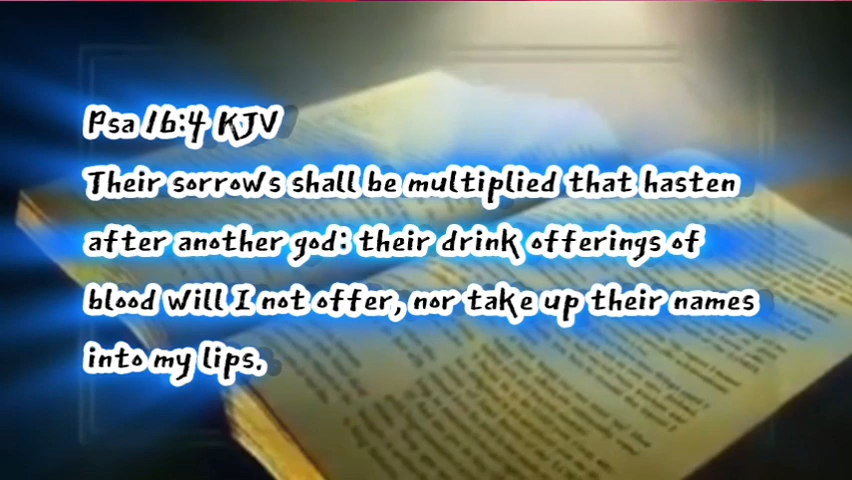 Psa 16:4 KJV
Their sorrows shall be multiplied that hasten
after another god: their drink offerings of
blood will I not offer, nor take up their names
into my lips.